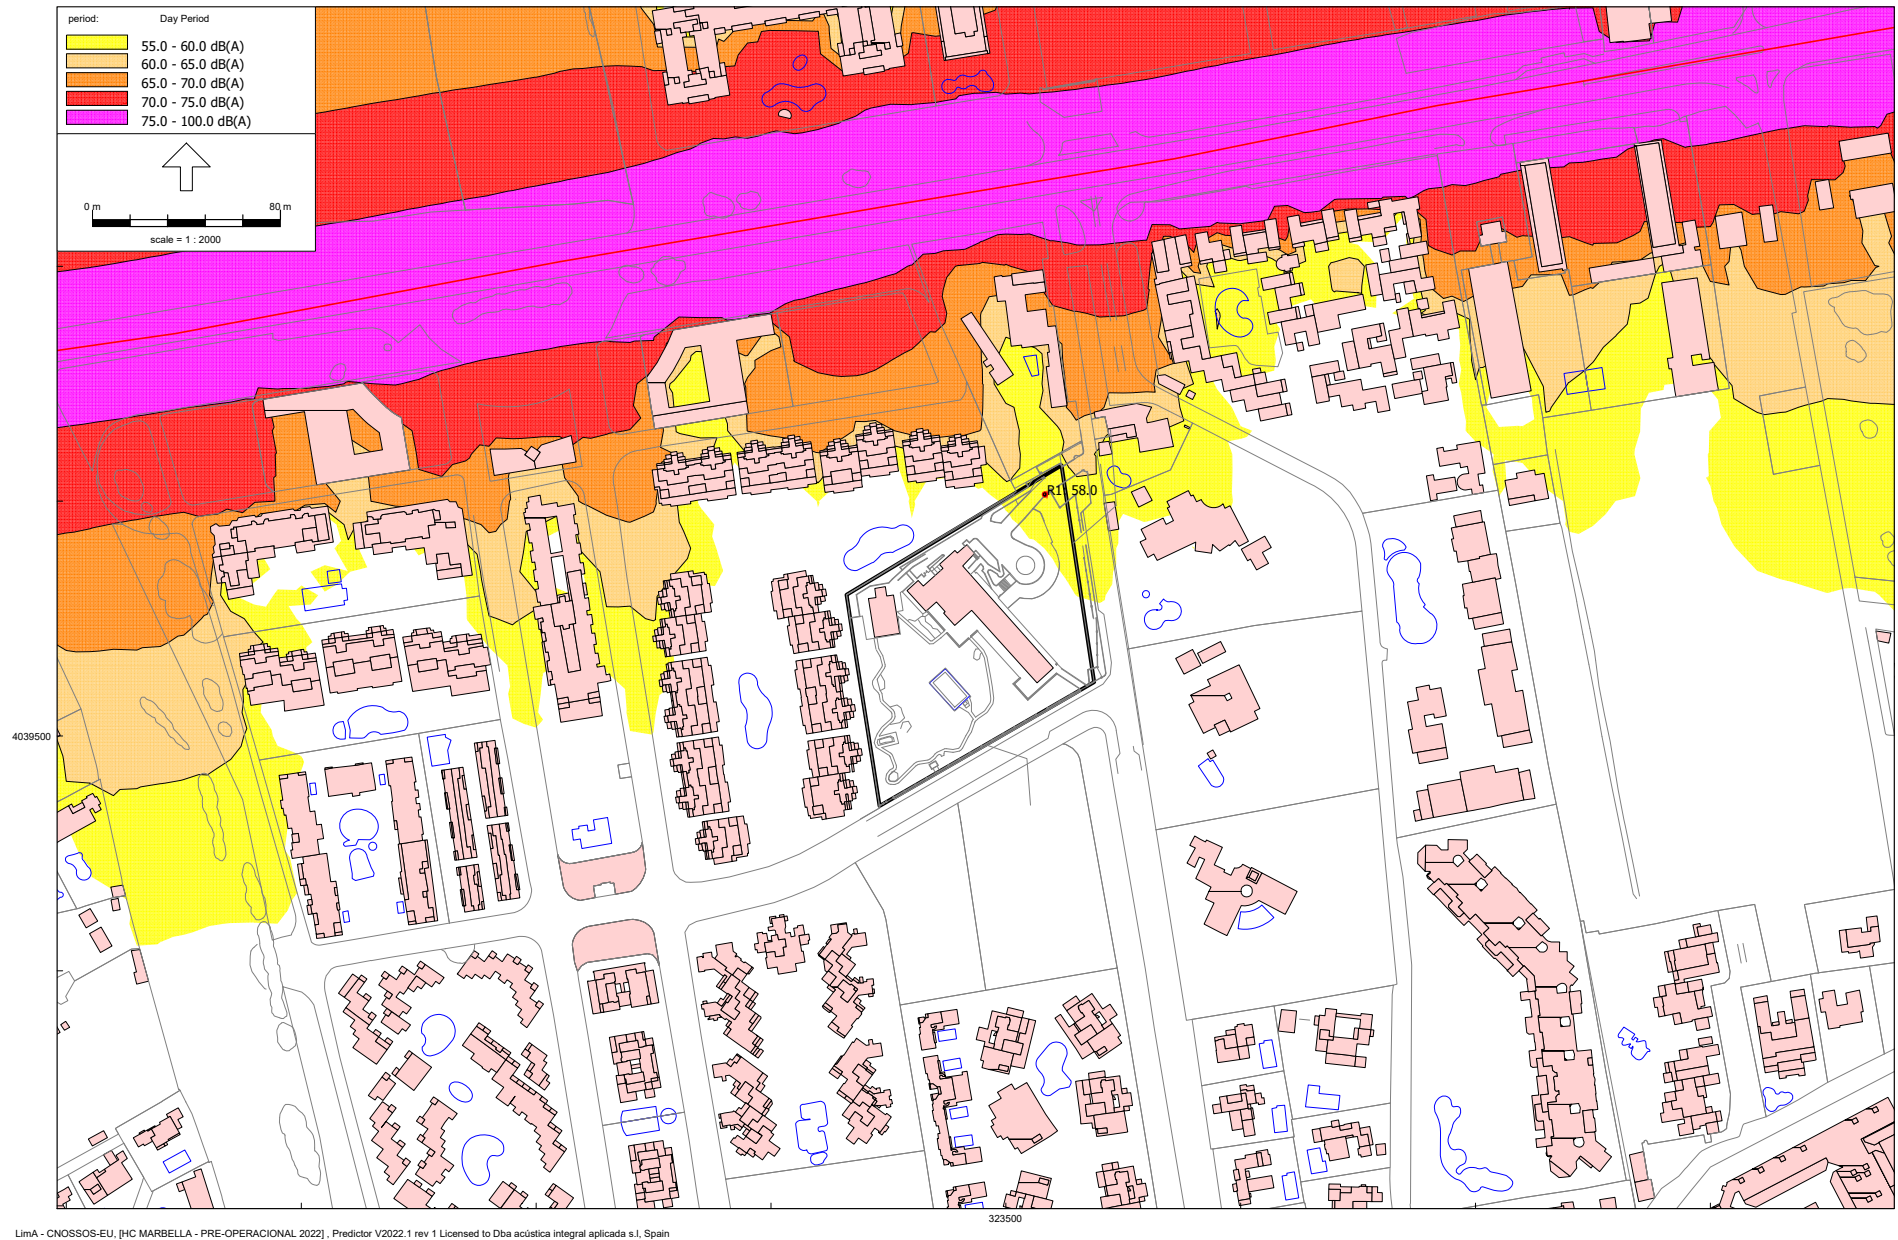 period: Day Period
55.0 - 60.0 dB(A)
60.0 - 65.0 dB(A)
65.0 - 70.0 dB(A)
70.0 - 75.0 dB(A)
75.0 - 100.0 dB(A)
0 m 80 m
scale = 1 : 2000
58.0
4039500
323500
LimA - CNOSSOS-EU, [HC MARBELLA - PRE-OPERACIONAL 2022] , Predictor V2022.1 rev 1 Licensed to Dba acústica integral aplicada s.l, Spain